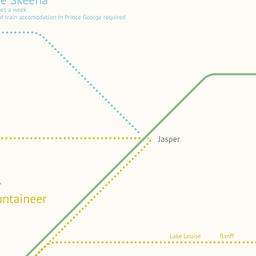 e Skeena
es a week
of train accomodation in Prince George required
Jasper
untaineer
Lake Louise
Banff